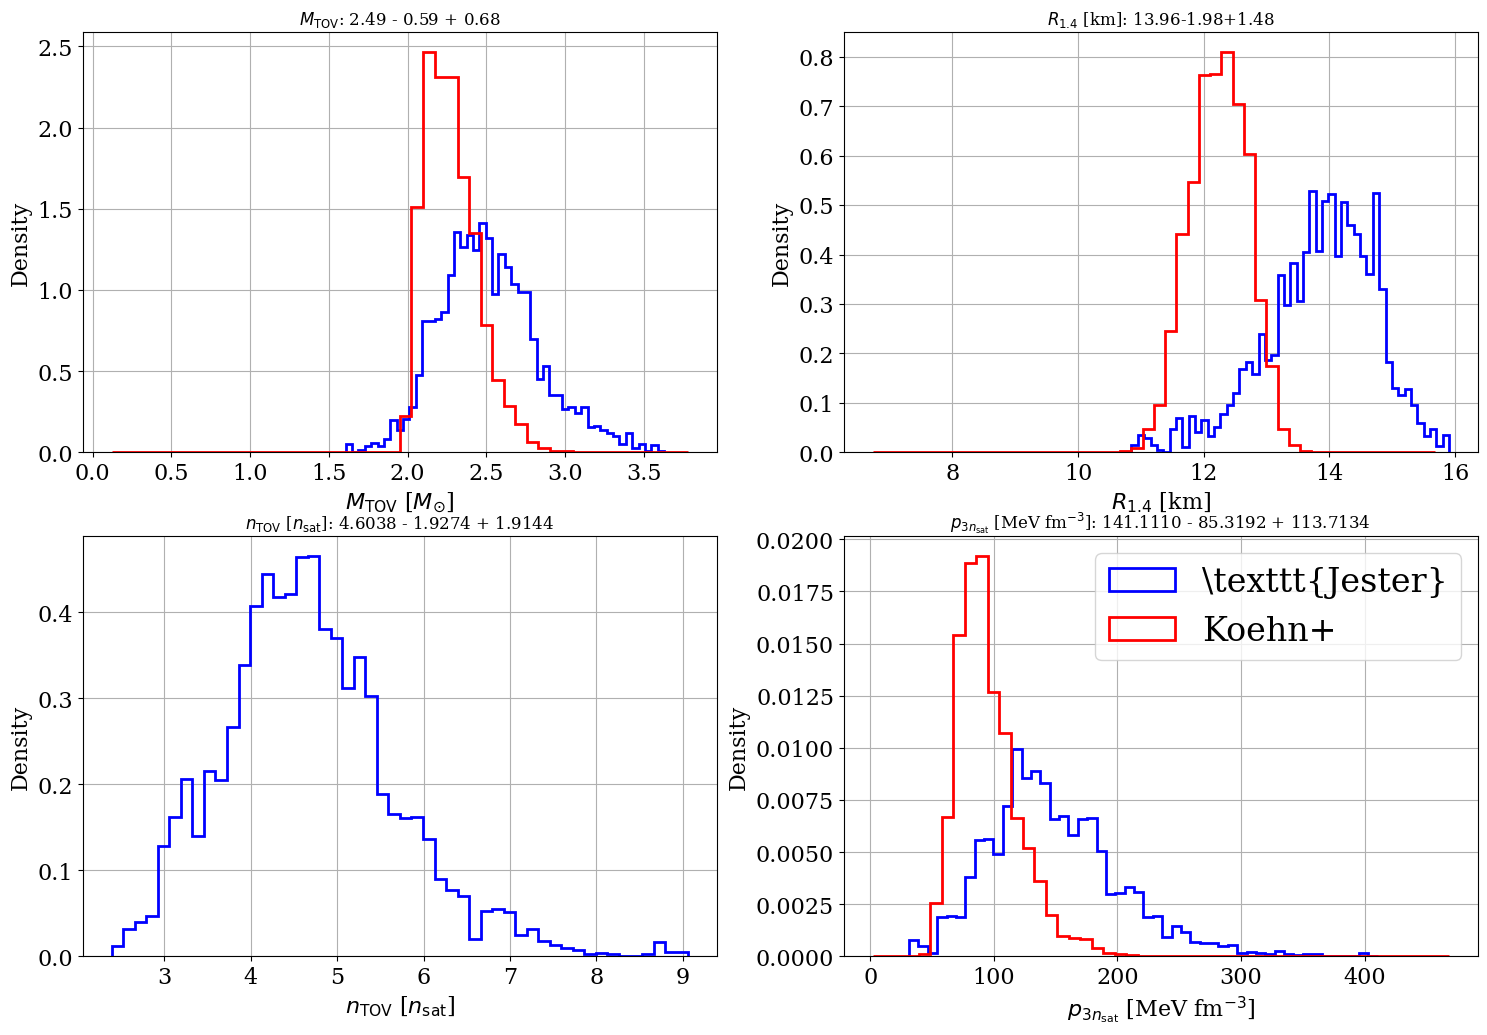 M_TOV: 2.49 - 0.59 + 0.68
2.5
2.0
1.5
1.0
0.5
0.0
Density
0.0 0.5 1.0 1.5 2.0 2.5 3.0 3.5
M_TOV [M_⊙]
R_1.4 [km]: 13.96-1.98+1.48
0.8
0.7
0.6
0.5
0.4
0.3
0.2
0.1
0.0
Density
8 10 12 14 16
R_1.4 [km]
n_TOV [n_sat]: 4.6038 - 1.9274 + 1.9144
0.4
0.3
0.2
0.1
0.0
Density
3 4 5 6 7 8 9
n_TOV [n_sat]
p_3n_sat [MeV fm^−3]: 141.1110 - 85.3192 + 113.7134
0.0200
0.0175
0.0150
0.0125
0.0100
0.0075
0.0050
0.0025
0.0000
Density
\texttt{Jester}
Koehn+
0 100 200 300 400
p_3n_sat [MeV fm^−3]